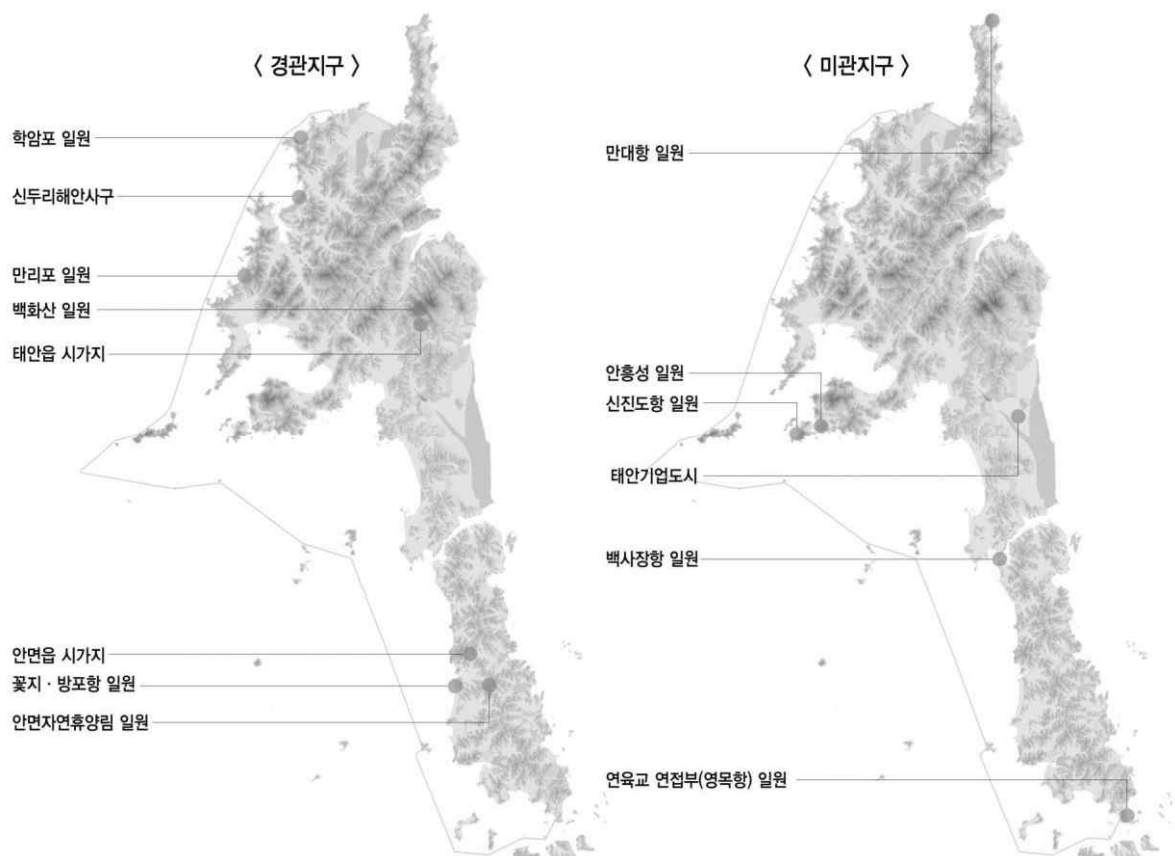 〈 경관지구 〉
학암포 일원
신두리해안사구
만리포 일원
백화산 일원
태안읍 시가지
안면읍 시가지
꽃지 · 방포항 일원
안면자연휴양림 일원
〈 미관지구 〉
만대항 일원
안흥성 일원
신진도항 일원
태안기업도시
백사장항 일원
연육교 연접부(영목항) 일원